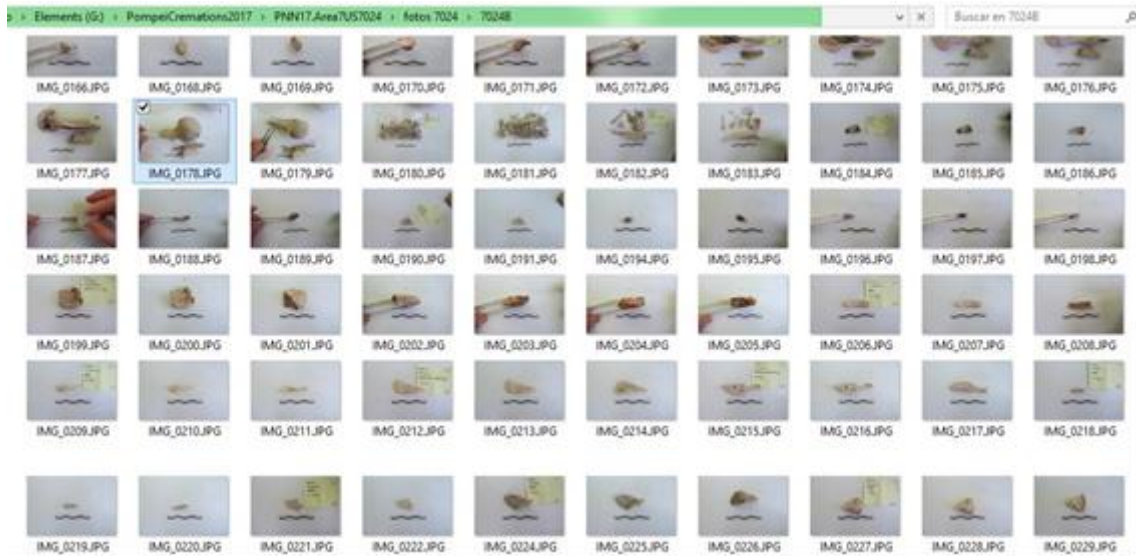 › Elements (G:) › PompeiCremations2017 › PNN17.Area7US7024 › fotos 7024 › 7024B
Buscar en 7024B
IMG_0166.JPG IMG_0168.JPG IMG_0169.JPG IMG_0170.JPG IMG_0171.JPG IMG_0172.JPG IMG_0173.JPG IMG_0174.JPG IMG_0175.JPG IMG_0176.JPG
IMG_0177.JPG IMG_0178.JPG IMG_0179.JPG IMG_0180.JPG IMG_0181.JPG IMG_0182.JPG IMG_0183.JPG IMG_0184.JPG IMG_0185.JPG IMG_0186.JPG
IMG_0187.JPG IMG_0188.JPG IMG_0189.JPG IMG_0190.JPG IMG_0191.JPG IMG_0194.JPG IMG_0195.JPG IMG_0196.JPG IMG_0197.JPG IMG_0198.JPG
IMG_0199.JPG IMG_0200.JPG IMG_0201.JPG IMG_0202.JPG IMG_0203.JPG IMG_0204.JPG IMG_0205.JPG IMG_0206.JPG IMG_0207.JPG IMG_0208.JPG
IMG_0209.JPG IMG_0210.JPG IMG_0211.JPG IMG_0212.JPG IMG_0213.JPG IMG_0214.JPG IMG_0215.JPG IMG_0216.JPG IMG_0217.JPG IMG_0218.JPG
IMG_0219.JPG IMG_0220.JPG IMG_0221.JPG IMG_0222.JPG IMG_0224.JPG IMG_0225.JPG IMG_0226.JPG IMG_0227.JPG IMG_0228.JPG IMG_0229.JPG